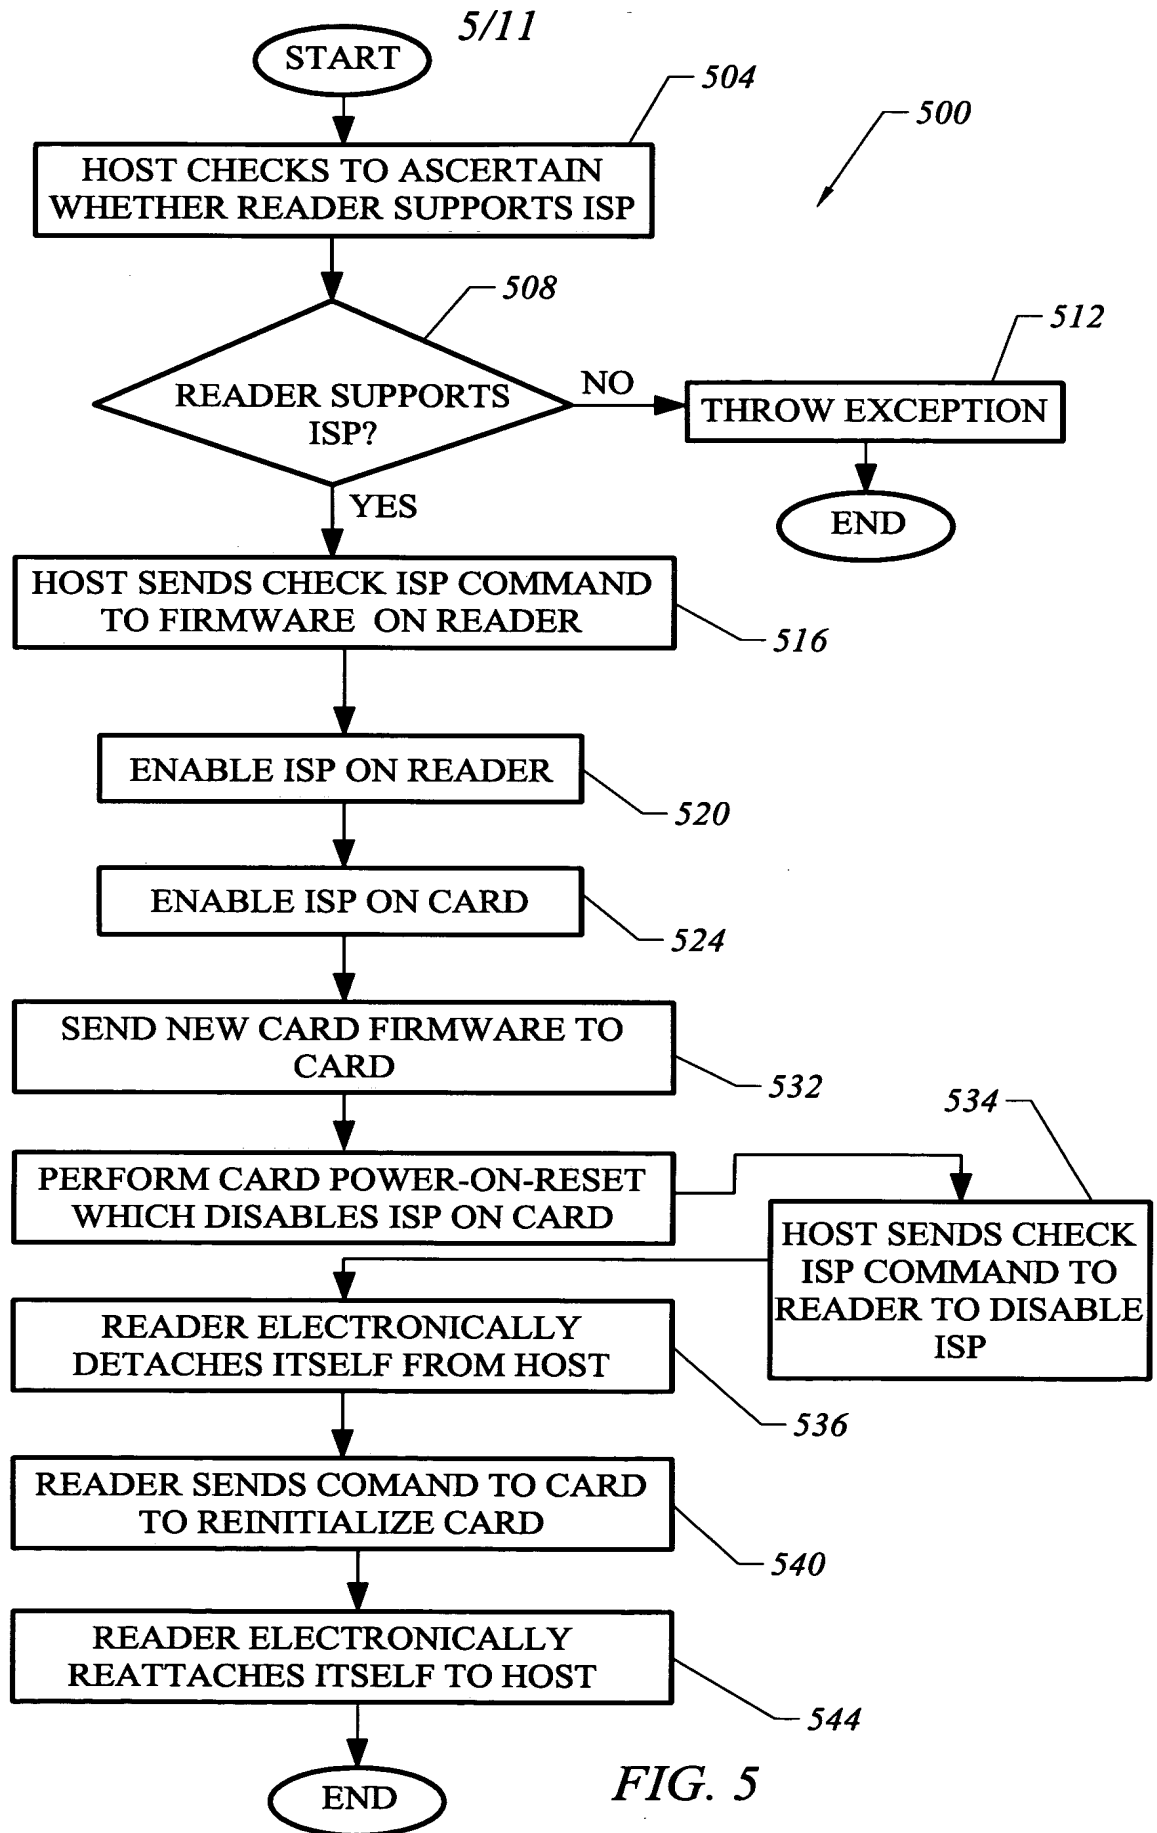 5/11
START
504
500
HOST CHECKS TO ASCERTAIN
WHETHER READER SUPPORTS ISP
508
512
READER SUPPORTS
ISP?
NO
THROW EXCEPTION
YES
END
HOST SENDS CHECK ISP COMMAND
TO FIRMWARE ON READER
516
ENABLE ISP ON READER
520
ENABLE ISP ON CARD
524
SEND NEW CARD FIRMWARE TO
CARD
532
534
PERFORM CARD POWER-ON-RESET
WHICH DISABLES ISP ON CARD
HOST SENDS CHECK
ISP COMMAND TO
READER TO DISABLE
ISP
READER ELECTRONICALLY
DETACHES ITSELF FROM HOST
536
READER SENDS COMAND TO CARD
TO REINITIALIZE CARD
540
READER ELECTRONICALLY
REATTACHES ITSELF TO HOST
544
END
FIG. 5